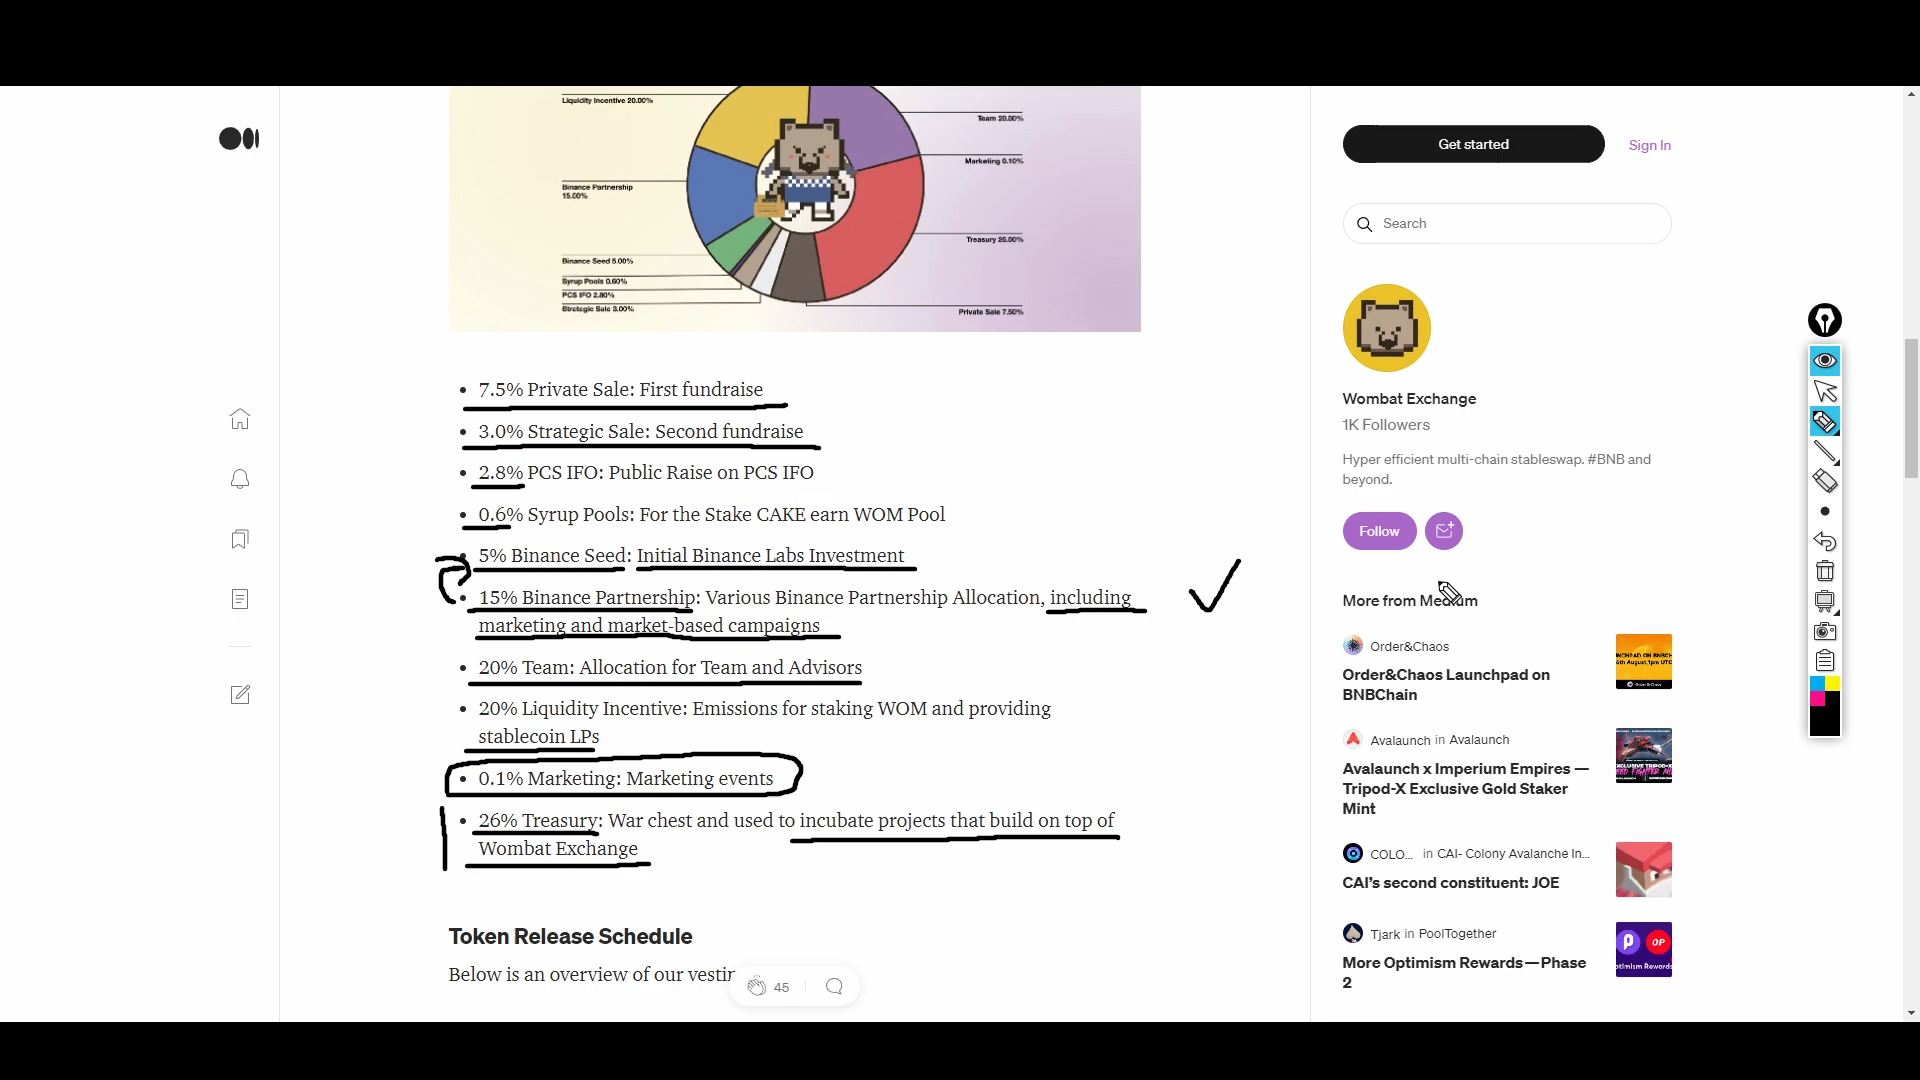 Liquidity Incentive 20.00%
Team 20.00%
Marketing 0.10%
Binance Partnership
15.00%
Treasury 26.00%
Binance Seed 5.00%
Syrup Pools 0.60%
PCS IFO 2.80%
Strategic Sale 3.00%
Private Sale 7.50%
• 7.5% Private Sale: First fundraise
• 3.0% Strategic Sale: Second fundraise
• 2.8% PCS IFO: Public Raise on PCS IFO
• 0.6% Syrup Pools: For the Stake CAKE earn WOM Pool
• 5% Binance Seed: Initial Binance Labs Investment
• 15% Binance Partnership: Various Binance Partnership Allocation, including
marketing and market-based campaigns
• 20% Team: Allocation for Team and Advisors
• 20% Liquidity Incentive: Emissions for staking WOM and providing
stablecoin LPs
• 0.1% Marketing: Marketing events
• 26% Treasury: War chest and used to incubate projects that build on top of
Wombat Exchange
Token Release Schedule
Below is an overview of our vestin
45
Get started
Sign In
Search
Wombat Exchange
1K Followers
Hyper efficient multi-chain stableswap. #BNB and
beyond.
Follow
More from Medium
Order&Chaos
Order&Chaos Launchpad on
BNBChain
Avalaunch in Avalaunch
Avalaunch x Imperium Empires —
Tripod-X Exclusive Gold Staker
Mint
COLO... in CAI- Colony Avalanche In...
CAI's second constituent: JOE
Tjark in PoolTogether
More Optimism Rewards—Phase
2
OP